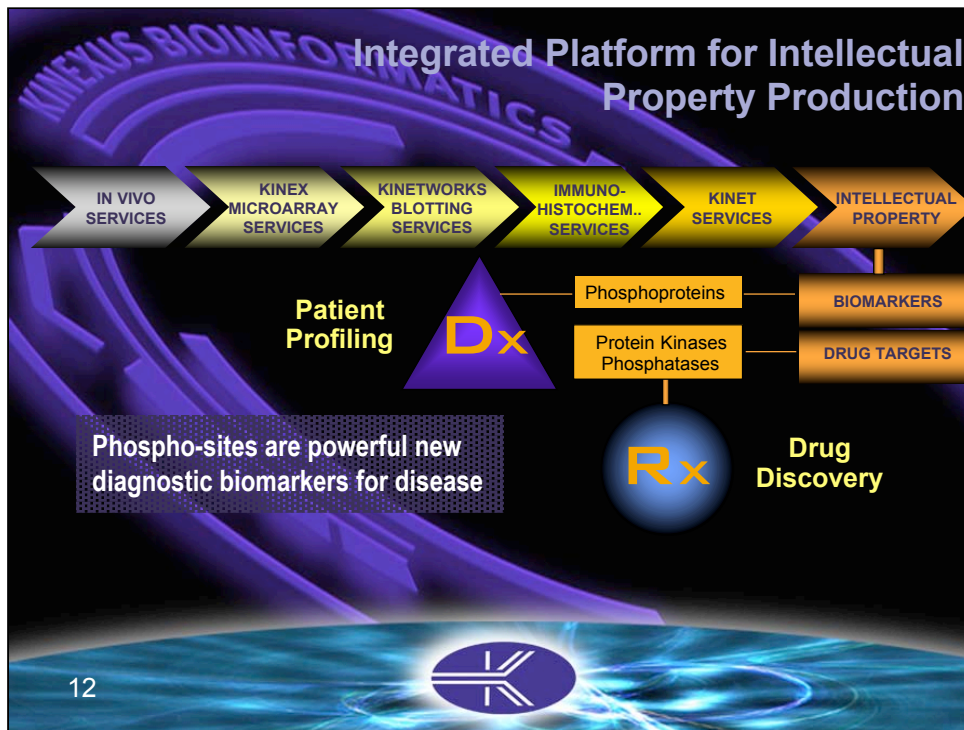 KINEXUS BIOINFORMATICS
Integrated Platform for Intellectual
Property Production
IN VIVO
SERVICES
KINEX
MICROARRAY
SERVICES
KINETWORKS
BLOTTING
SERVICES
IMMUNO-
HISTOCHEM..
SERVICES
KINET
SERVICES
INTELLECTUAL
PROPERTY
Patient
Profiling
Dx
Phosphoproteins
BIOMARKERS
Protein Kinases
Phosphatases
DRUG TARGETS
Phospho-sites are powerful new
diagnostic biomarkers for disease
Rx
Drug
Discovery
12